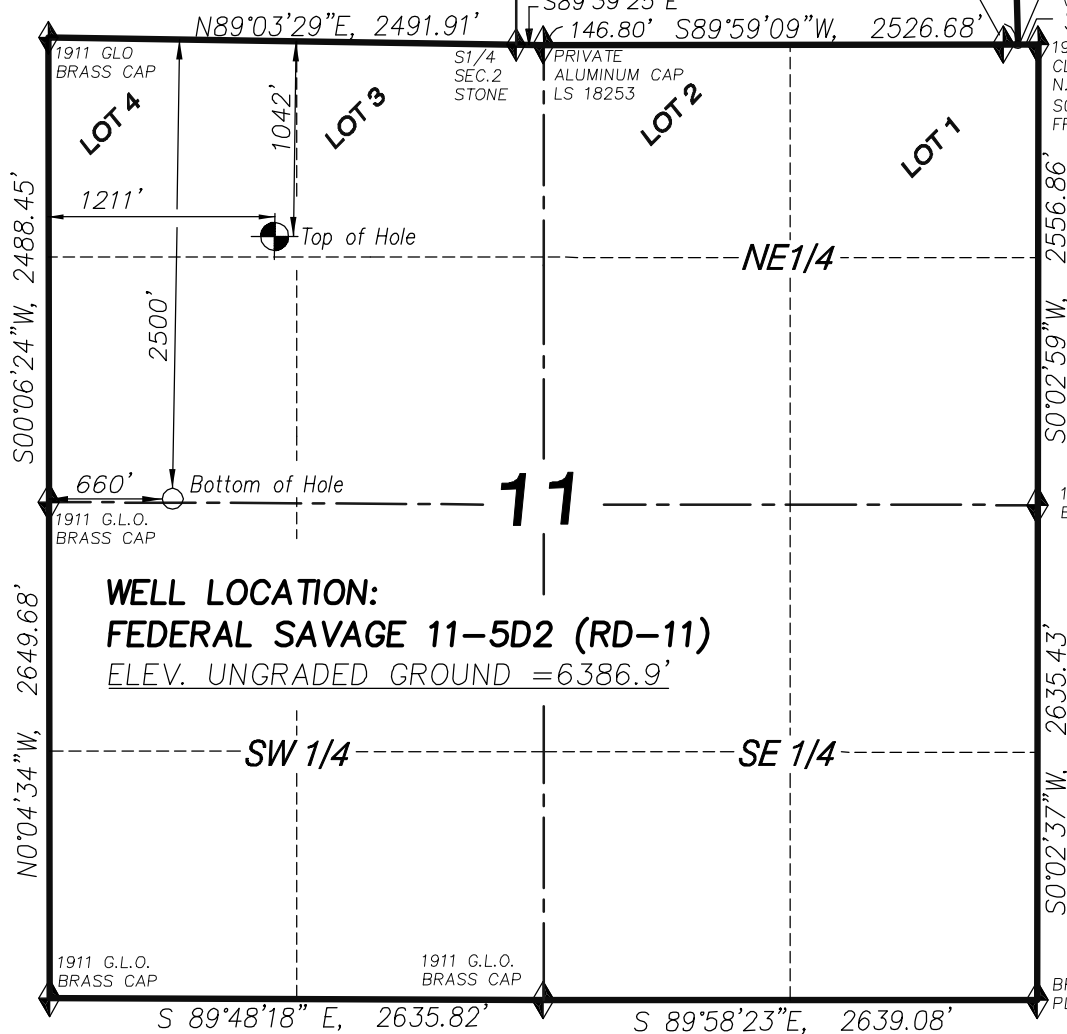 S89°39'25"E
N89°03'29"E, 2491.91'
146.80' S89°59'09"W, 2526.68'
1911 GLO
BRASS CAP
S1/4
SEC.2
STONE
PRIVATE
ALUMINUM CAP
LS 18253
LOT 4
LOT 3
LOT 2
LOT 1
1042'
1211'
Top of Hole
NE1/4
2500'
S00°06'24"W, 2488.45'
S0°02'59"W, 2556.86'
660'
Bottom of Hole
11
1911 G.L.O.
BRASS CAP
WELL LOCATION:
FEDERAL SAVAGE 11-5D2 (RD-11)
ELEV. UNGRADED GROUND =6386.9'
N0°04'34"W, 2649.68'
S0°02'37"W, 2635.43'
SW 1/4
SE 1/4
1911 G.L.O.
BRASS CAP
1911 G.L.O.
BRASS CAP
S 89°48'18" E, 2635.82'
S 89°58'23"E, 2639.08'